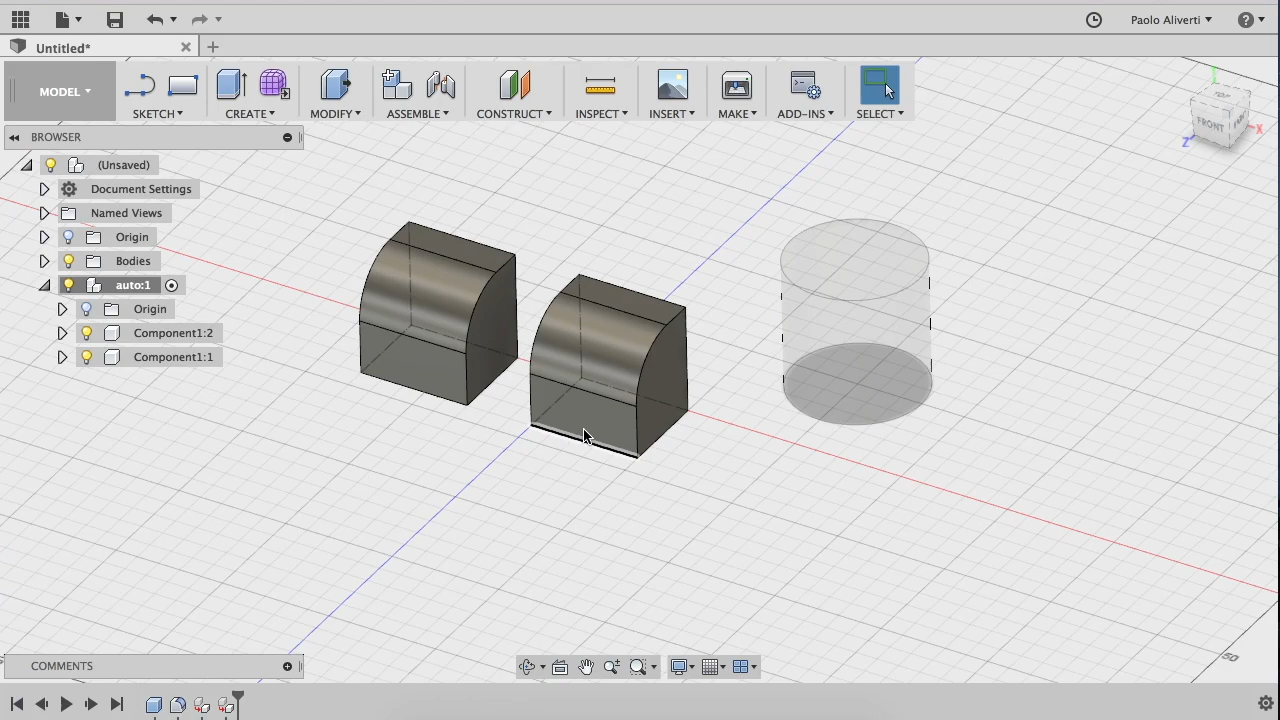 Paolo Aliverti
Untitled*
MODEL
SKETCH
CREATE
MODIFY
ASSEMBLE
CONSTRUCT
INSPECT
INSERT
MAKE
ADD-INS
SELECT
FRONT
X
Z
BROWSER
(Unsaved)
Document Settings
Named Views
Origin
Bodies
auto:1
Origin
Component1:2
Component1:1
50
COMMENTS